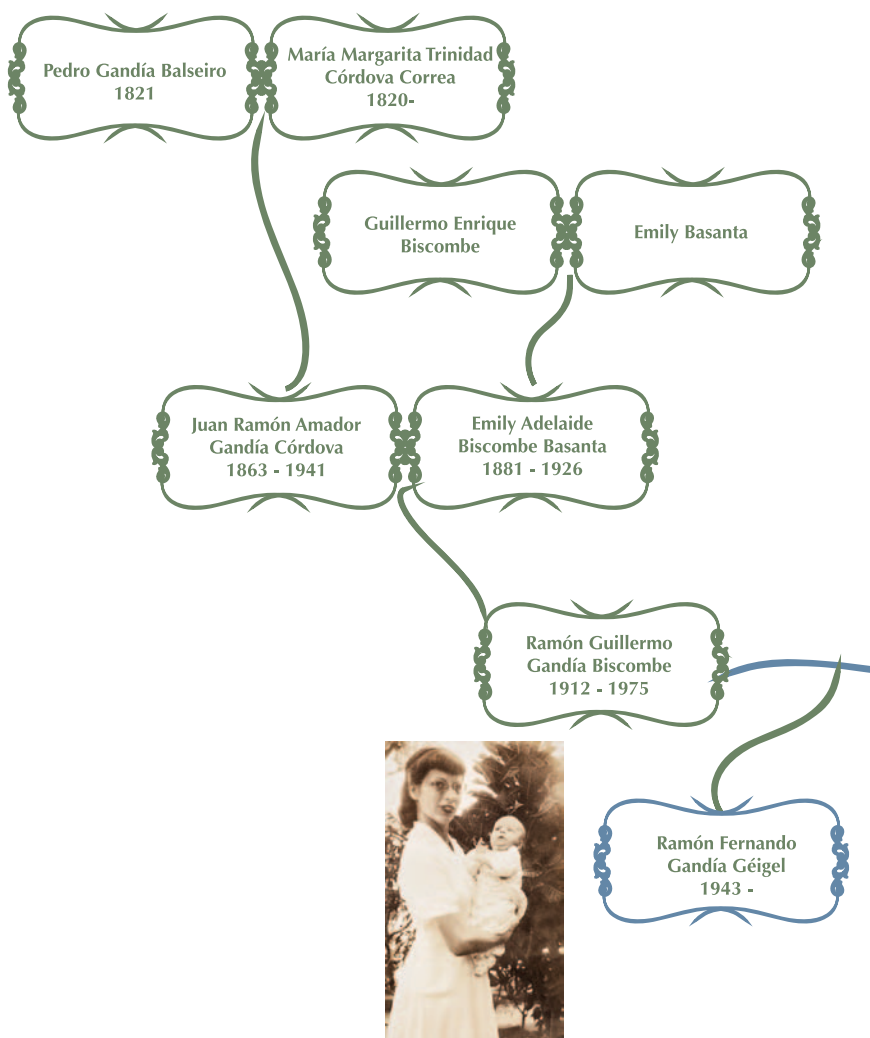 Pedro Gandía Balseiro
1821
María Margarita Trinidad
Córdova Correa
1820-
Guillermo Enrique
Biscombe
Emily Basanta
Juan Ramón Amador
Gandía Córdova
1863 - 1941
Emily Adelaide
Biscombe Basanta
1881 - 1926
Ramón Guillermo
Gandía Biscombe
1912 - 1975
Ramón Fernando
Gandía Géigel
1943 -